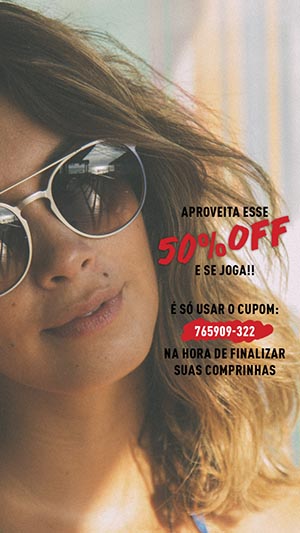 APROVEITA ESSE
50% OFF
E SE JOGA!!
É SÓ USAR O CUPOM:
765909-322
NA HORA DE FINALIZAR
SUAS COMPRINHAS